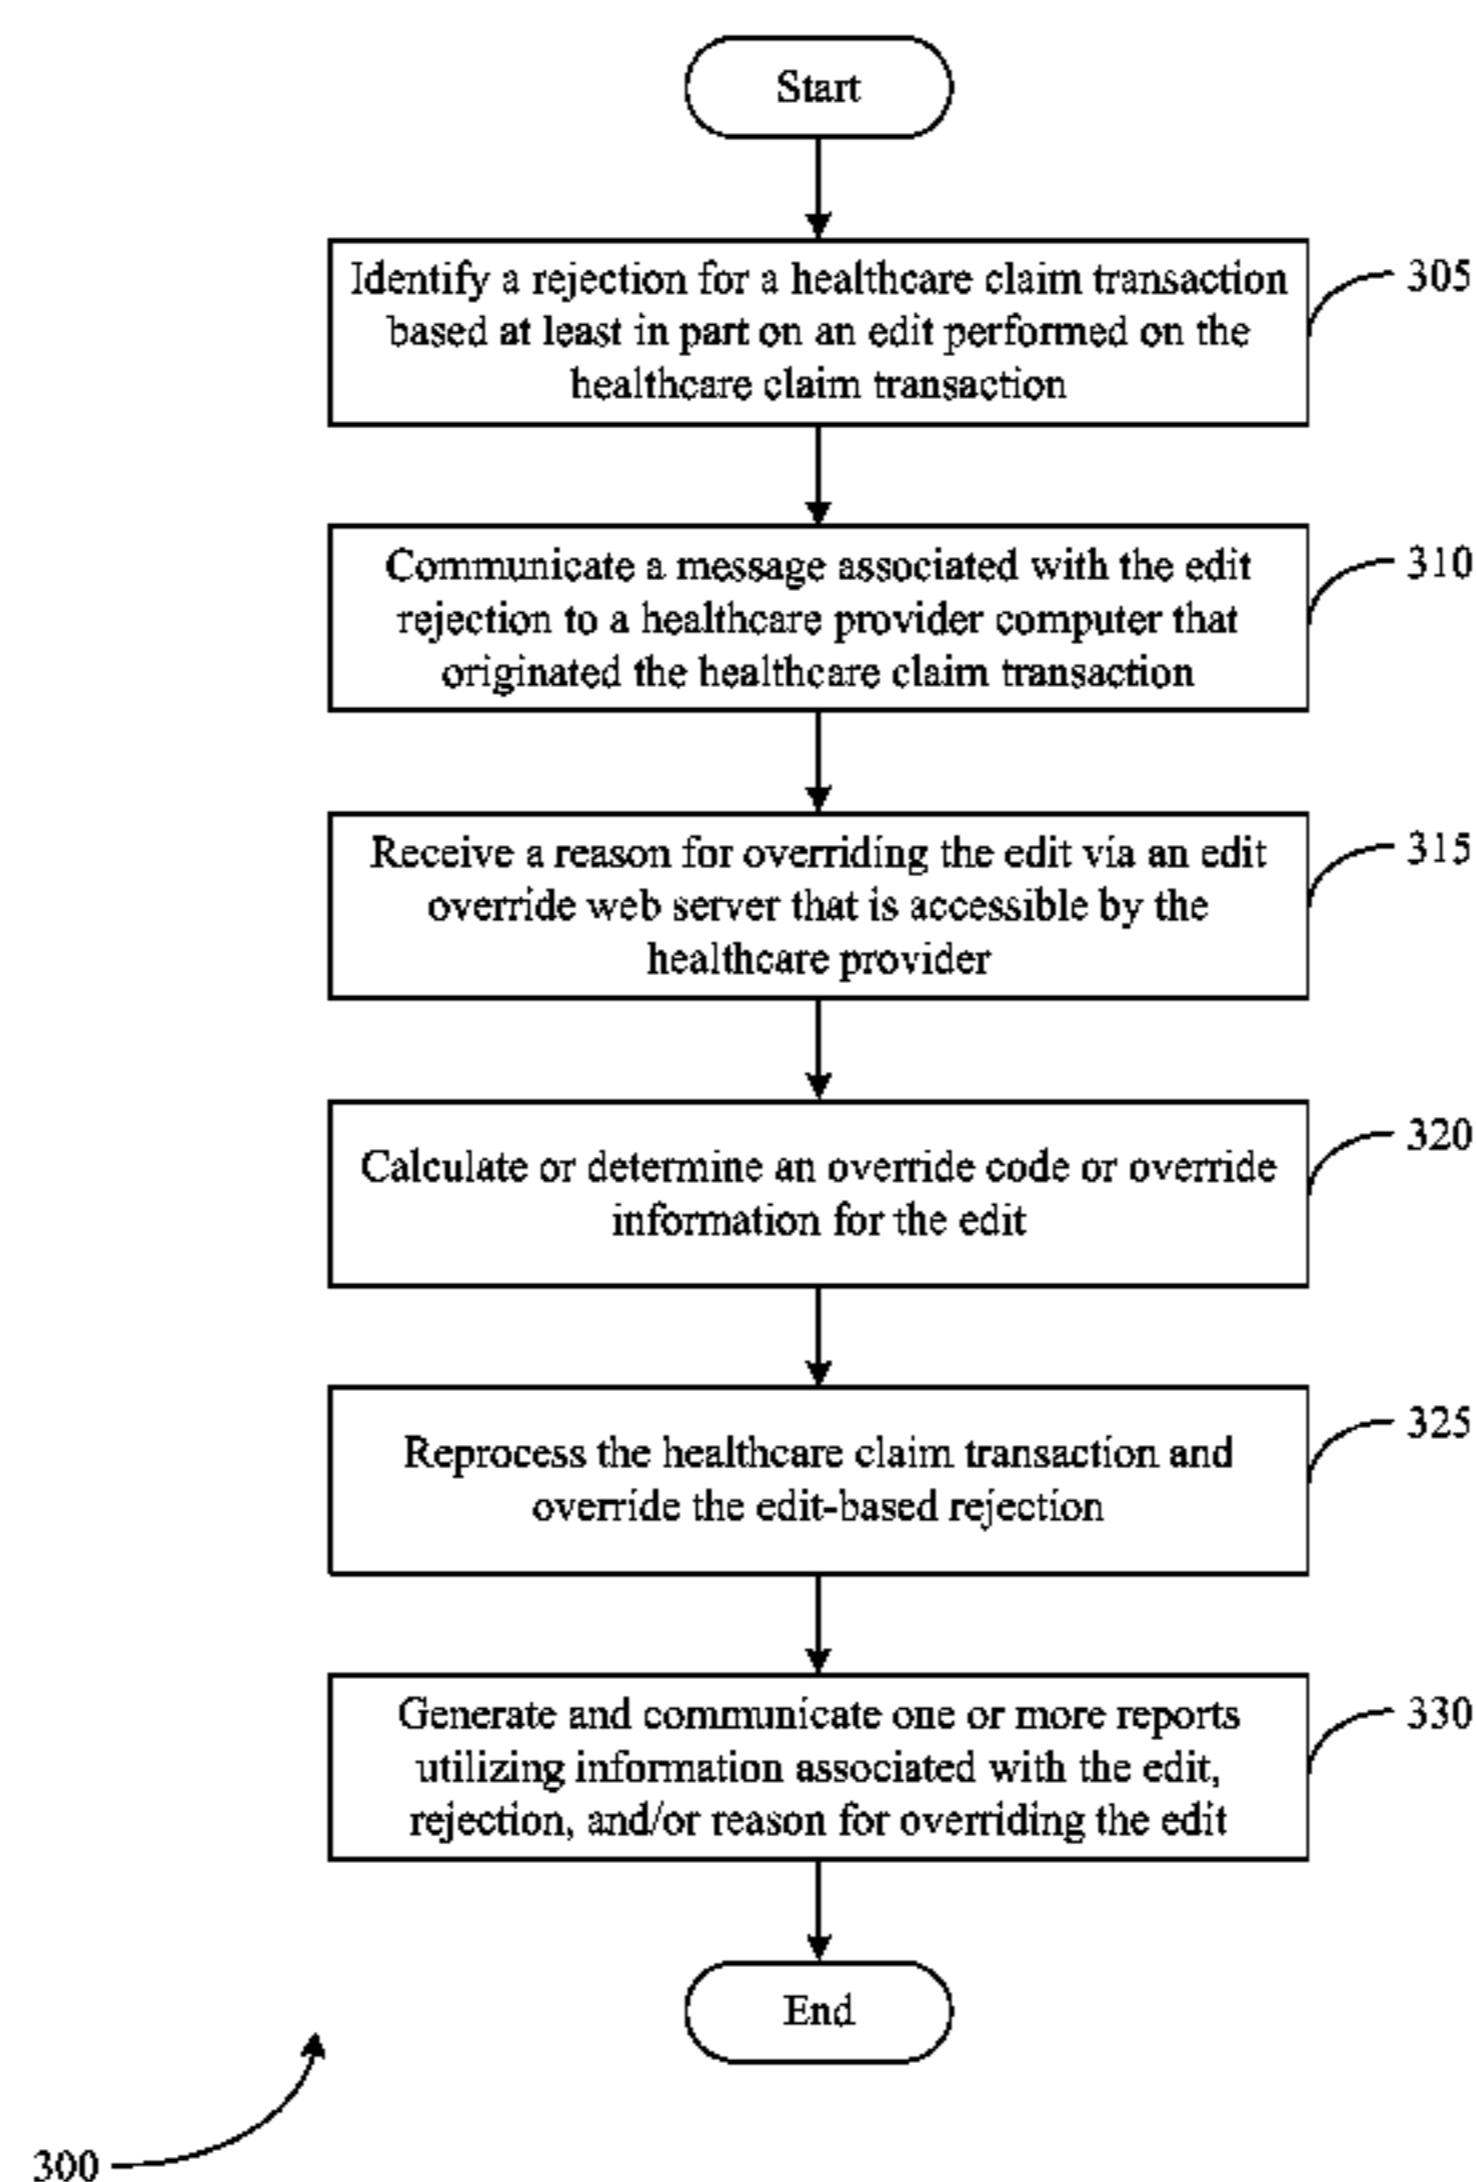 Start
Identify a rejection for a healthcare claim transaction
based at least in part on an edit performed on the
healthcare claim transaction
305
Communicate a message associated with the edit
rejection to a healthcare provider computer that
originated the healthcare claim transaction
310
Receive a reason for overriding the edit via an edit
override web server that is accessible by the
healthcare provider
315
Calculate or determine an override code or override
information for the edit
320
Reprocess the healthcare claim transaction and
override the edit-based rejection
325
Generate and communicate one or more reports
utilizing information associated with the edit,
rejection, and/or reason for overriding the edit
330
End
300